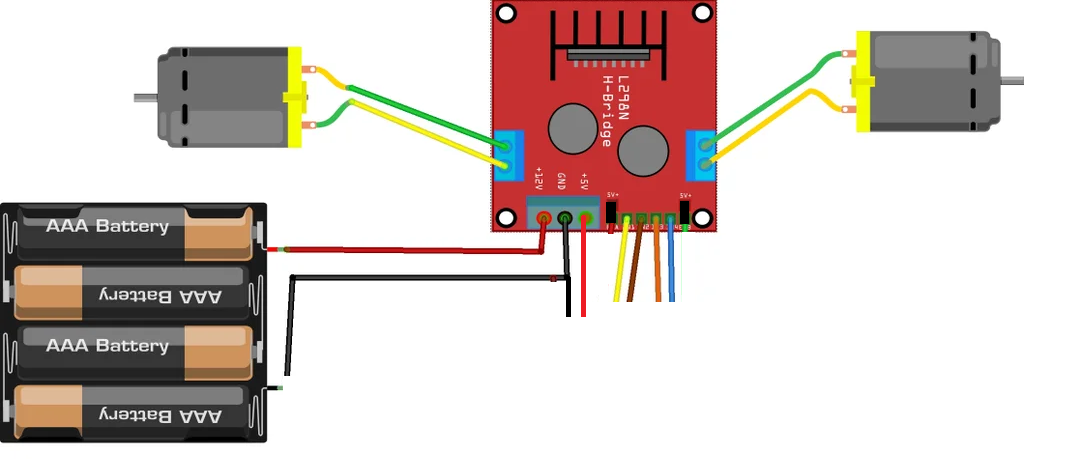 L298N
H-Bridge
+12V
GND
+5V
5V+
5V+
AAA Battery
AAA Battery
AAA Battery
AAA Battery